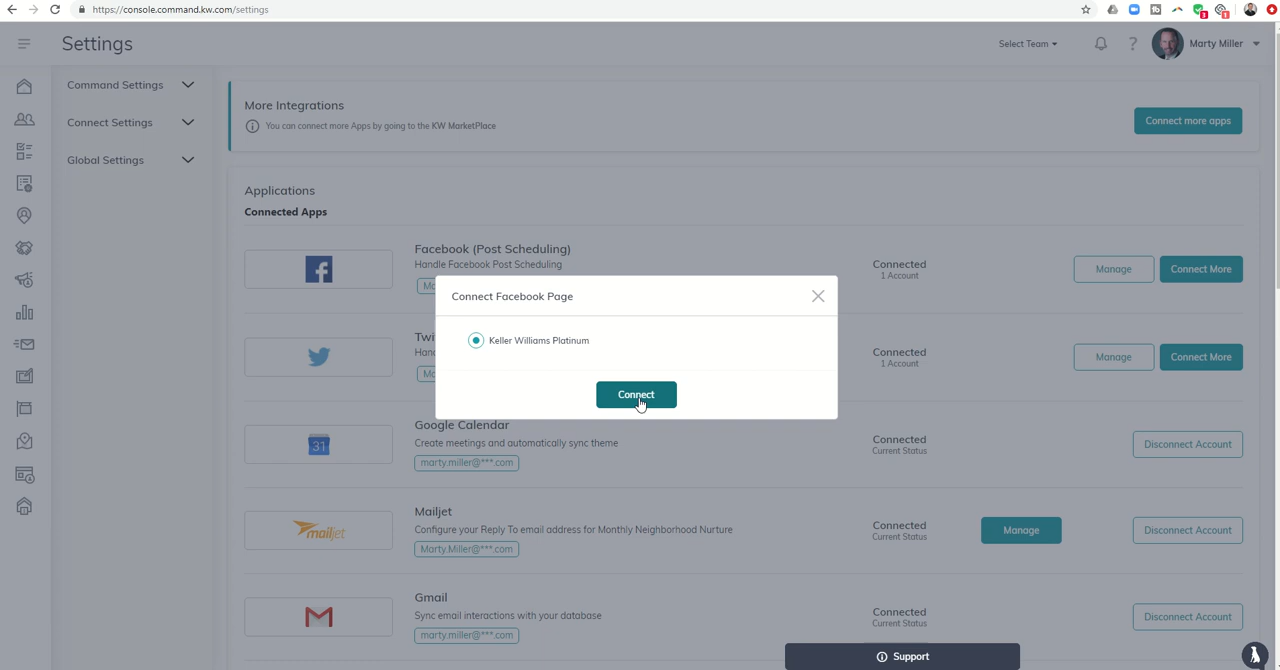 https://console.command.kw.com/settings
3
1
Settings
Select Team
?
Marty Miller
Command Settings
Connect Settings
Global Settings
More Integrations
You can connect more Apps by going to the KW MarketPlace
Connect more apps
Applications
Connected Apps
Facebook (Post Scheduling)
Handle Facebook Post Scheduling
Connected
1 Account
Manage
Connect More
Connect Facebook Page
Keller Williams Platinum
Connect
Connected
1 Account
Manage
Connect More
31
Google Calendar
Create meetings and automatically sync theme
marty.miller@***.com
Connected
Current Status
Disconnect Account
mailjet
Mailjet
Configure your Reply To email address for Monthly Neighborhood Nurture
Marty.Miller@***.com
Connected
Current Status
Manage
Disconnect Account
Gmail
Sync email interactions with your database
marty.miller@***.com
Connected
Current Status
Disconnect Account
Support